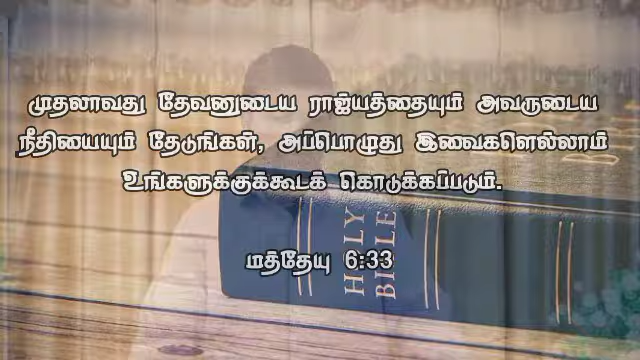 முதலாவது தேவனுடைய ராஜ்யத்தையும் அவருடைய
நீதியையும் தேடுங்கள், அப்பொழுது இவைகளெல்லாம்
உங்களுக்குக்கூடக் கொடுக்கப்படும்.
மத்தேயு 6:33
HOLY
BIBLE